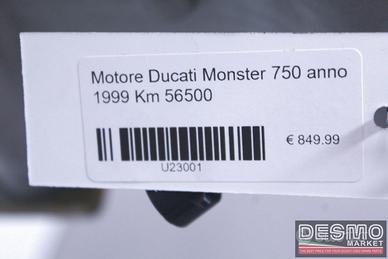 Motore Ducati Monster 750 anno
1999 Km 56500
€ 849.99
U23001
DESMO
MARKET